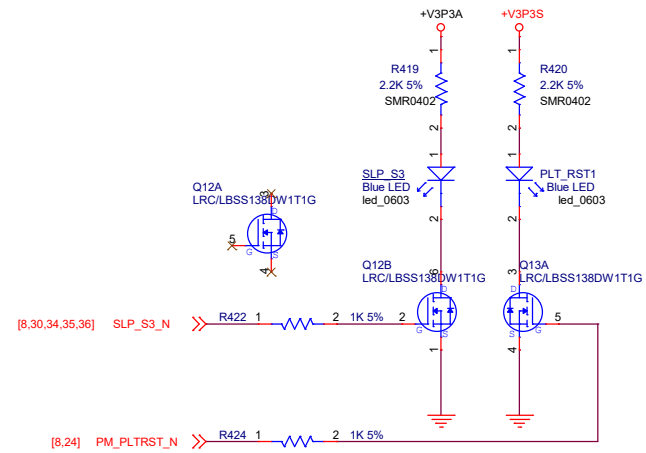 +V3P3A
+V3P3S
1
1
R419
2.2K 5%
SMR0402
R420
2.2K 5%
SMR0402
2
2
1
1
SLP_S3
Blue LED
led_0603
PLT_RST1
Blue LED
led_0603
2
2
Q12A
LRC/LBSS138DW1T1G
3
D
5
G
S
4
Q12B
LRC/LBSS138DW1T1G
Q13A
LRC/LBSS138DW1T1G
6
3
D
D
[8,30,34,35,36] SLP_S3_N R422 1 2 1K 5% 2
5
G
S
S
G
1
4
[8,24] PM_PLTRST_N R424 1 2 1K 5%